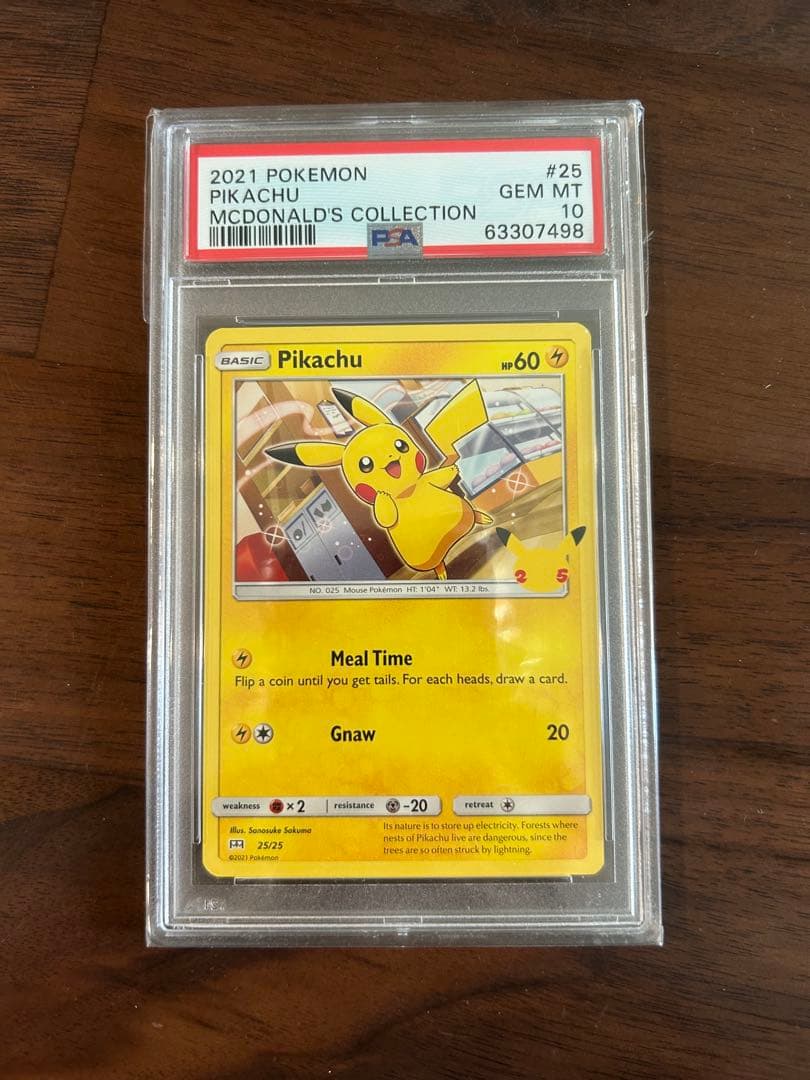 2021 POKEMON #25
PIKACHU GEM MT
MCDONALD'S COLLECTION 10
PSA 63307498
BASIC Pikachu HP60
25
NO. 025 Mouse Pokémon HT: 1'04" WT: 13.2 lbs.
Meal Time
Flip a coin until you get tails. For each heads, draw a card.
Gnaw 20
weakness ×2 resistance -20 retreat
Illus. Sanosuke Sakuma
25/25
©2021 Pokémon
Its nature is to store up electricity. Forests where
nests of Pikachu live are dangerous, since the
trees are so often struck by lightning.